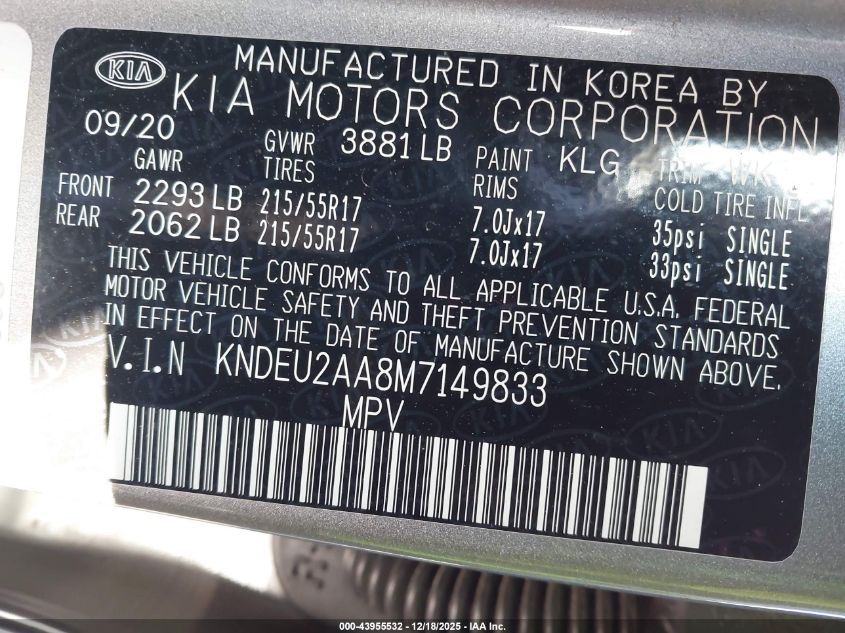 KIA
MANUFACTURED IN KOREA BY
KIA MOTORS CORPORATION
09/20 GVWR 3881 LB PAINT KLG TRIM
GAWR TIRES RIMS COLD TIRE INFL
FRONT 2293 LB 215/55R17 7.0Jx17 35psi SINGLE
REAR 2062 LB 215/55R17 7.0Jx17 33psi SINGLE
THIS VEHICLE CONFORMS TO ALL APPLICABLE U.S.A. FEDERAL
MOTOR VEHICLE SAFETY AND THEFT PREVENTION STANDARDS
IN EFFECT ON THE DATE OF MANUFACTURE SHOWN ABOVE.
V.I.N KNDEU2AA8M7149833
MPV
000-43955532 - 12/18/2025 - IAA Inc.